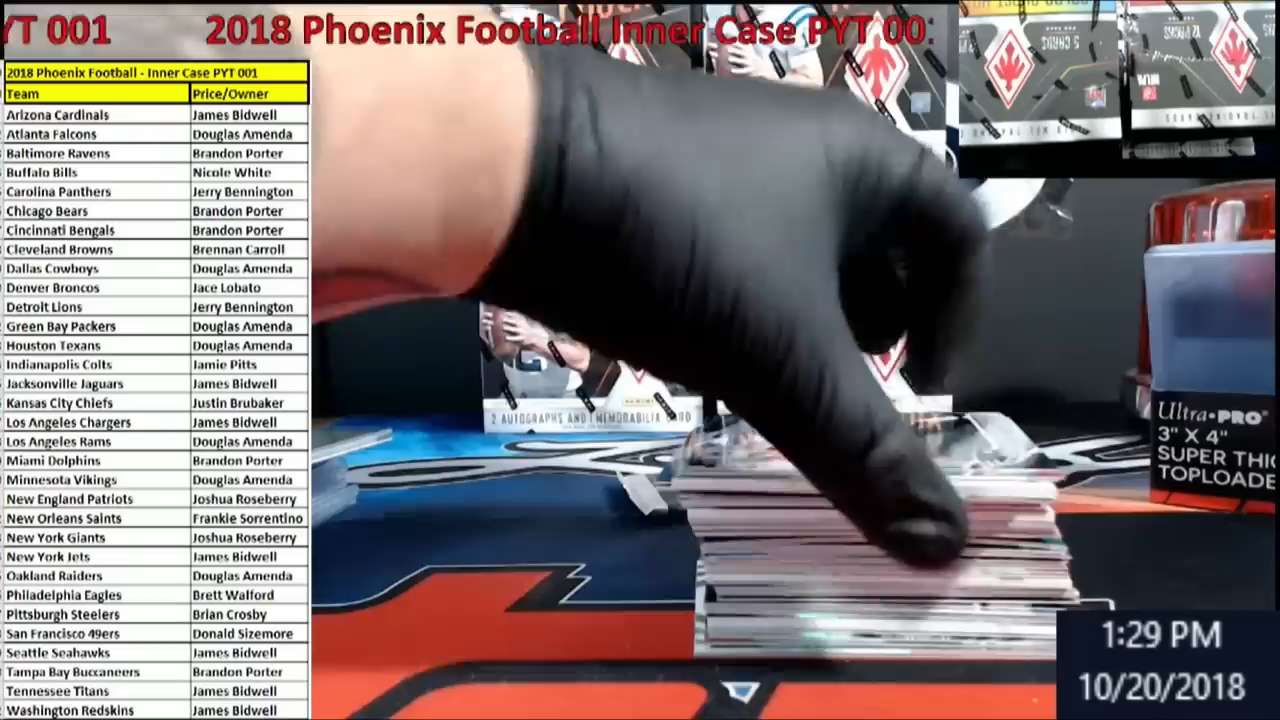 YT 001 2018 Phoenix Football Inner Case PYT 001
2018 Phoenix Football - Inner Case PYT 001
Team Price/Owner
Arizona Cardinals James Bidwell
Atlanta Falcons Douglas Amenda
Baltimore Ravens Brandon Porter
Buffalo Bills Nicole White
Carolina Panthers Jerry Bennington
Chicago Bears Brandon Porter
Cincinnati Bengals Brandon Porter
Cleveland Browns Brennan Carroll
Dallas Cowboys Douglas Amenda
Denver Broncos Jace Lobato
Detroit Lions Jerry Bennington
Green Bay Packers Douglas Amenda
Houston Texans Douglas Amenda
Indianapolis Colts Jamie Pitts
Jacksonville Jaguars James Bidwell
Kansas City Chiefs Justin Brubaker
Los Angeles Chargers James Bidwell
Los Angeles Rams Douglas Amenda
Miami Dolphins Brandon Porter
Minnesota Vikings Douglas Amenda
New England Patriots Joshua Roseberry
New Orleans Saints Frankie Sorrentino
New York Giants Joshua Roseberry
New York Jets James Bidwell
Oakland Raiders Douglas Amenda
Philadelphia Eagles Brett Walford
Pittsburgh Steelers Brian Crosby
San Francisco 49ers Donald Sizemore
Seattle Seahawks James Bidwell
Tampa Bay Buccaneers Brandon Porter
Tennessee Titans James Bidwell
Washington Redskins James Bidwell
5 CARDS
2 AUTOGRAPHS AND 1 MEMORABILIA CARD
Ultra•PRO
3" X 4"
SUPER THIC
TOPLOADE
1:29 PM
10/20/2018